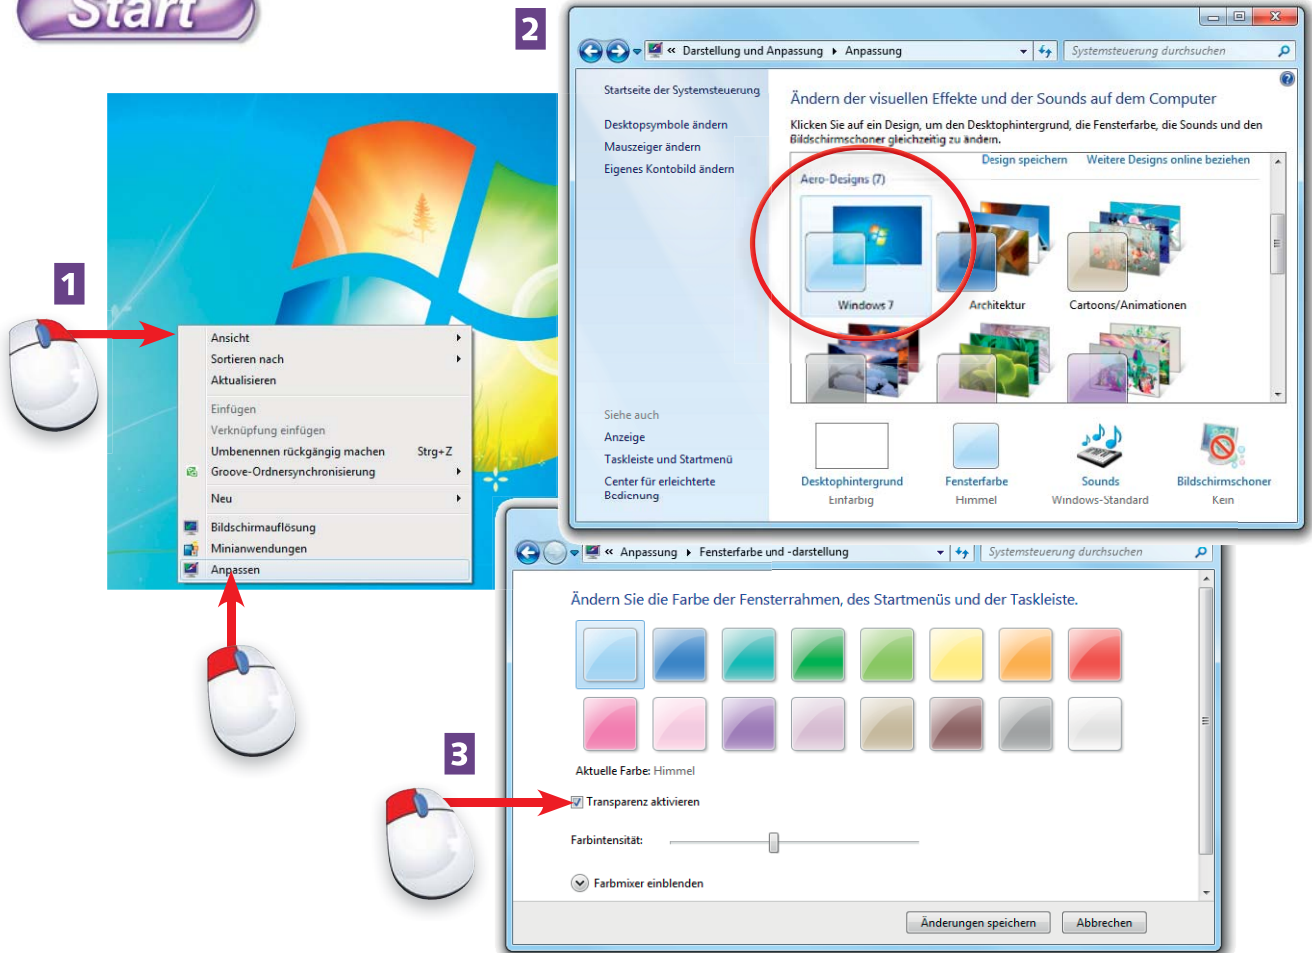 Start
1
Ansicht
Sortieren nach
Aktualisieren
Einfügen
Verknüpfung einfügen
Umbenennen rückgängig machen Strg+Z
Groove-Ordnersynchronisierung
Neu
Bildschirmauflösung
Minianwendungen
Anpassen
2
« Darstellung und Anpassung Anpassung
Systemsteuerung durchsuchen
Startseite der Systemsteuerung
Desktopsymbole ändern
Mauszeiger ändern
Eigenes Kontobild ändern
Siehe auch
Anzeige
Taskleiste und Startmenü
Center für erleichterte
Bedienung
Ändern der visuellen Effekte und der Sounds auf dem Computer
Klicken Sie auf ein Design, um den Desktophintergrund, die Fensterfarbe, die Sounds und den
Bildschirmschoner gleichzeitig zu ändern.
Design speichern Weitere Designs online beziehen
Aero-Designs (7)
Windows 7
Architektur
Cartoons/Animationen
Desktophintergrund
Einfarbig
Fensterfarbe
Himmel
Sounds
Windows-Standard
Bildschirmschoner
Kein
3
« Anpassung Fensterfarbe und -darstellung
Systemsteuerung durchsuchen
Ändern Sie die Farbe der Fensterrahmen, des Startmenüs und der Taskleiste.
Aktuelle Farbe: Himmel
Transparenz aktivieren
Farbintensität:
Farbmixer einblenden
Änderungen speichern
Abbrechen